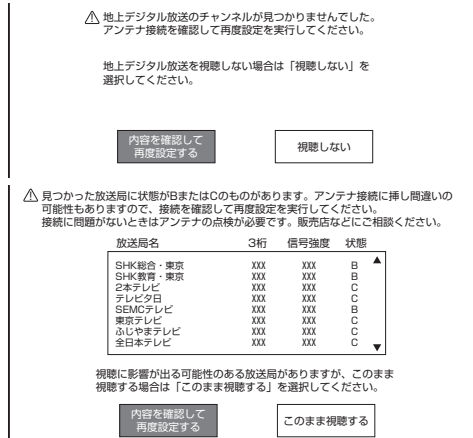 地上デジタル放送のチャンネルが見つかりませんでした。
アンテナ接続を確認して再度設定を実行してください。
地上デジタル放送を視聴しない場合は「視聴しない」を
選択してください。
内容を確認して
再度設定する
視聴しない
見つかった放送局に状態がBまたはCのものがあります。アンテナ接続に挿し間違いの
可能性もありますので、接続を確認して再度設定を実行してください。
接続に問題がないときはアンテナの点検が必要です。販売店などにご相談ください。
放送局名 3桁 信号強度 状態
SHK総合・東京 XXX XXX B
SHK教育・東京 XXX XXX B
2本テレビ XXX XXX C
テレビタ日 XXX XXX C
SEMCテレビ XXX XXX B
東京テレビ XXX XXX C
ふじやまテレビ XXX XXX C
全日本テレビ XXX XXX C
視聴に影響が出る可能性のある放送局がありますが、このまま
視聴する場合は「このまま視聴する」を選択してください。
内容を確認して
再度設定する
このまま視聴する